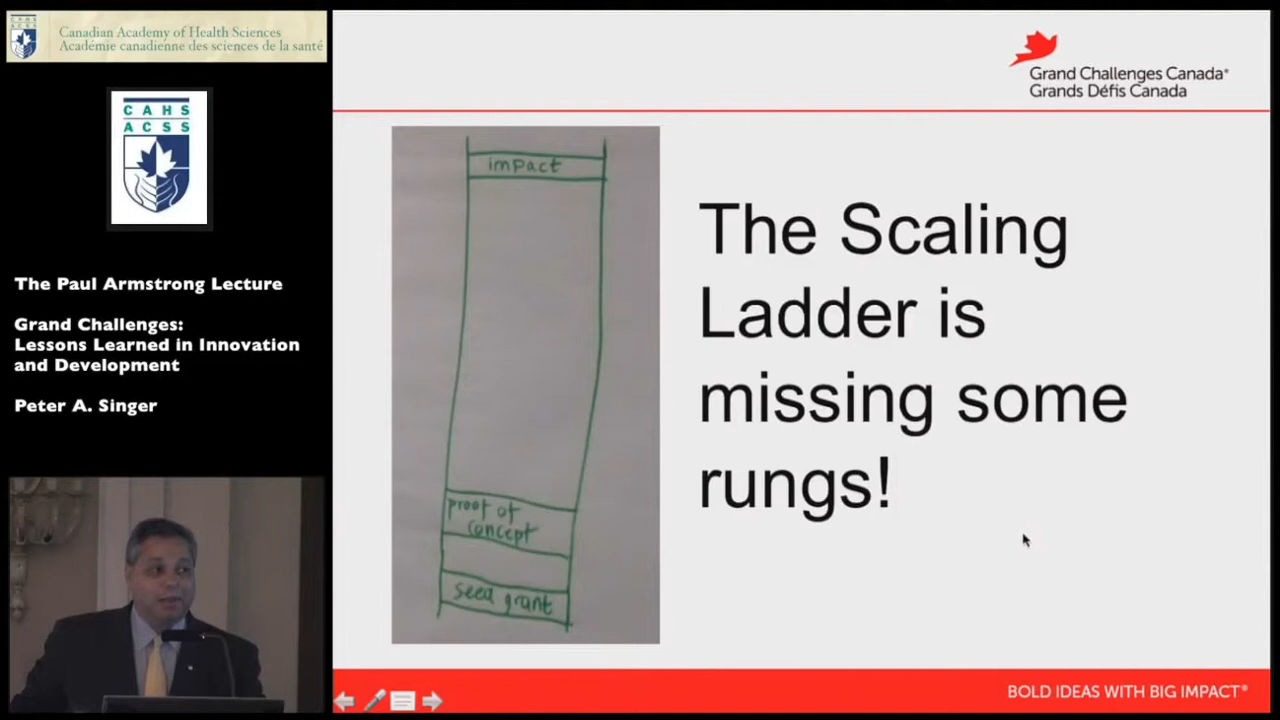 Canadian Academy of Health Sciences
Académie canadienne des sciences de la santé
CAHS
ACSS
The Paul Armstrong Lecture
Grand Challenges:
Lessons Learned in Innovation
and Development
Peter A. Singer
Grand Challenges Canada®
Grands Défis Canada
impact
proof of
concept
seed grant
The Scaling
Ladder is
missing some
rungs!
BOLD IDEAS WITH BIG IMPACT®